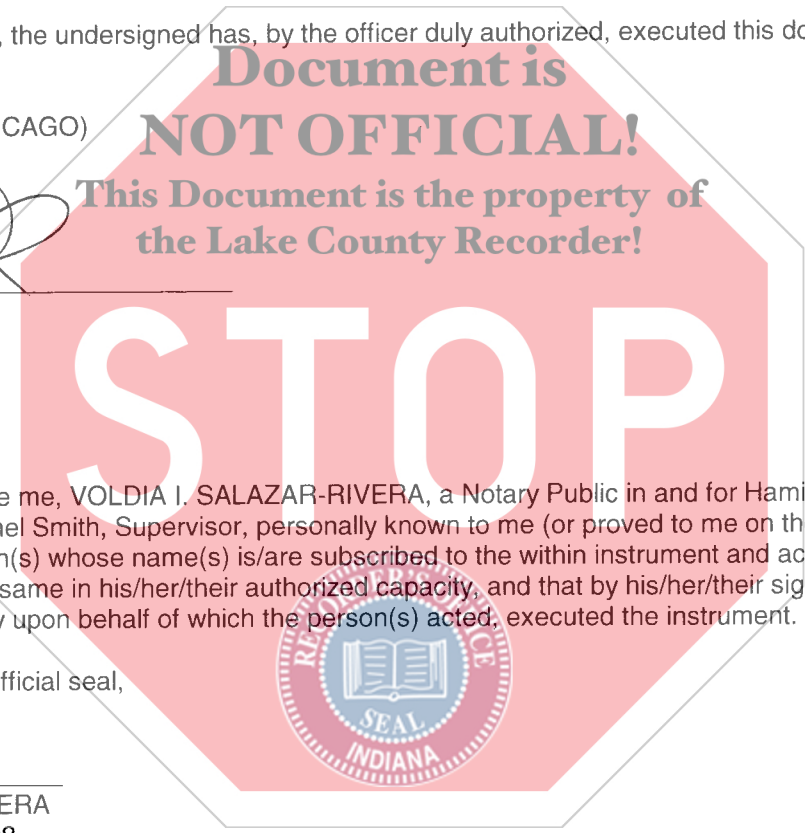 , the undersigned has, by the officer duly authorized, executed this do
Document is
CAGO)
NOT OFFICIAL!
This Document is the property of
the Lake County Recorder!
STOP
e me, VOLDIA I. SALAZAR-RIVERA, a Notary Public in and for Hami
ael Smith, Supervisor, personally known to me (or proved to me on th
n(s) whose name(s) is/are subscribed to the within instrument and ac
same in his/her/their authorized capacity, and that by his/her/their sig
y upon behalf of which the person(s) acted, executed the instrument.
RECORDER'S OFFICE
fficial seal,
SEAL
INDIANA
ERA